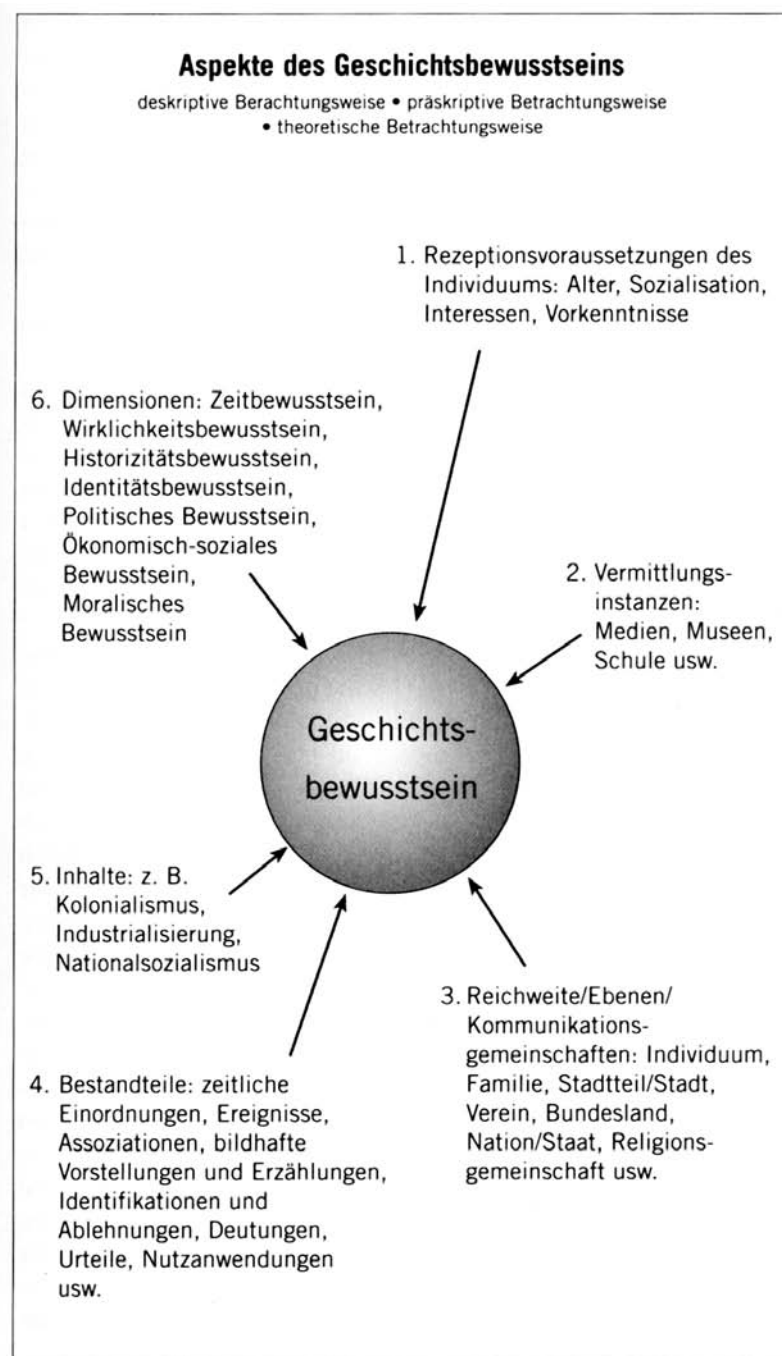 Aspekte des Geschichtsbewusstseins
deskriptive Berachtungsweise • präskriptive Betrachtungsweise
• theoretische Betrachtungsweise
1. Rezeptionsvoraussetzungen des
Individuums: Alter, Sozialisation,
Interessen, Vorkenntnisse
2. Vermittlungs-
instanzen:
Medien, Museen,
Schule usw.
3. Reichweite/Ebenen/
Kommunikations-
gemeinschaften: Individuum,
Familie, Stadtteil/Stadt,
Verein, Bundesland,
Nation/Staat, Religions-
gemeinschaft usw.
4. Bestandteile: zeitliche
Einordnungen, Ereignisse,
Assoziationen, bildhafte
Vorstellungen und Erzählungen,
Identifikationen und
Ablehnungen, Deutungen,
Urteile, Nutzanwendungen
usw.
5. Inhalte: z. B.
Kolonialismus,
Industrialisierung,
Nationalsozialismus
6. Dimensionen: Zeitbewusstsein,
Wirklichkeitsbewusstsein,
Historizitätsbewusstsein,
Identitätsbewusstsein,
Politisches Bewusstsein,
Ökonomisch-soziales
Bewusstsein,
Moralisches
Bewusstsein
Geschichts-
bewusstsein